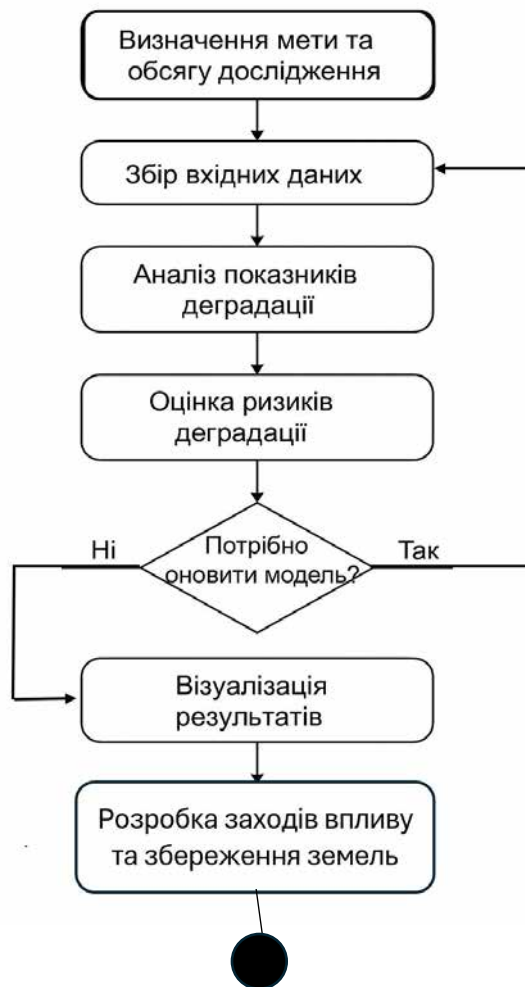 Визначення мети та
обсягу дослідження
Збір вхідних даних
Аналіз показників
деградації
Оцінка ризиків
деградації
Ні
Потрібно
оновити модель?
Так
Візуалізація
результатів
Розробка заходів впливу
та збереження земель